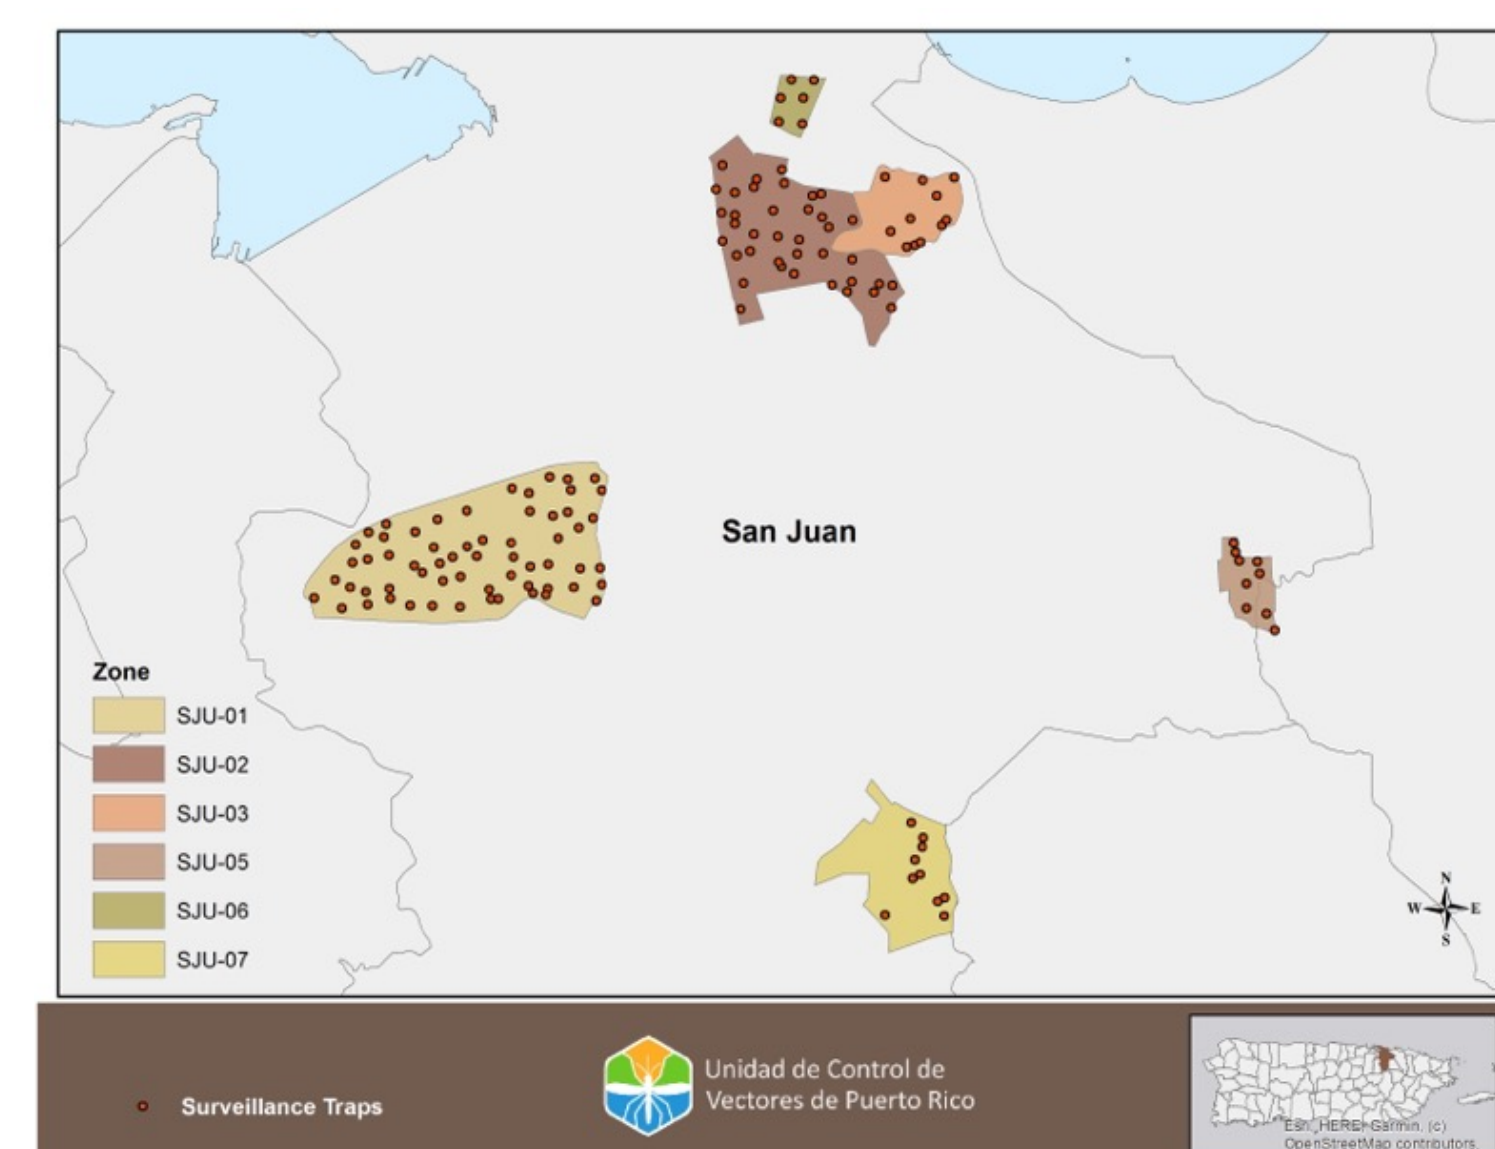 San Juan
Zone
SJU-01
SJU-02
SJU-03
SJU-05
SJU-06
SJU-07
N
W E
S
Surveillance Traps
Unidad de Control de
Vectores de Puerto Rico
Esri, HERE, Garmin, (c)
OpenStreetMap contributors,